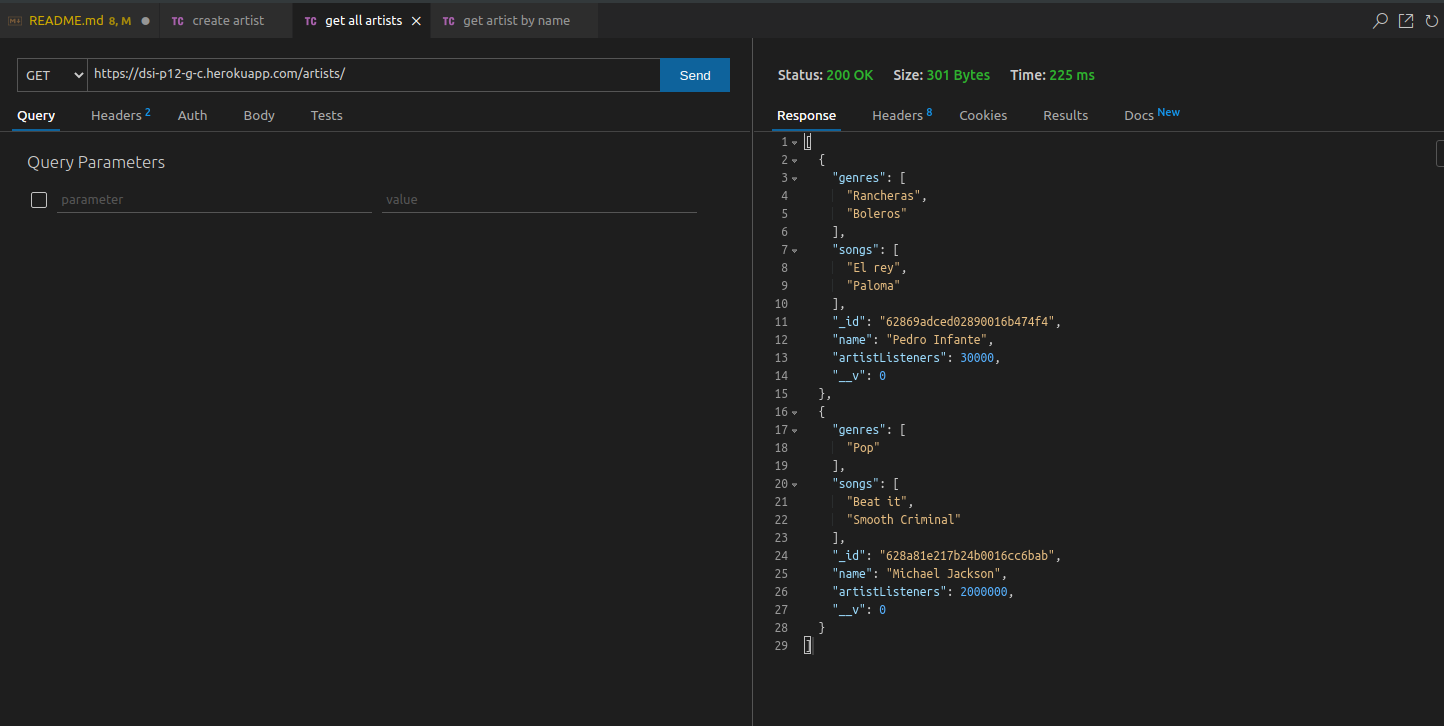 README.md 8, M TC create artist TC get all artists TC get artist by name
GET https://dsi-p12-g-c.herokuapp.com/artists/ Send
Query Headers 2 Auth Body Tests
Query Parameters
parameter value
Status: 200 OK Size: 301 Bytes Time: 225 ms
Response Headers 8 Cookies Results Docs New
1 [
2 {
3 "genres": [
4 "Rancheras",
5 "Boleros"
6 ],
7 "songs": [
8 "El rey",
9 "Paloma"
10 ],
11 "_id": "62869adced02890016b474f4",
12 "name": "Pedro Infante",
13 "artistListeners": 30000,
14 "__v": 0
15 },
16 {
17 "genres": [
18 "Pop"
19 ],
20 "songs": [
21 "Beat it",
22 "Smooth Criminal"
23 ],
24 "_id": "628a81e217b24b0016cc6bab",
25 "name": "Michael Jackson",
26 "artistListeners": 2000000,
27 "__v": 0
28 }
29 ]